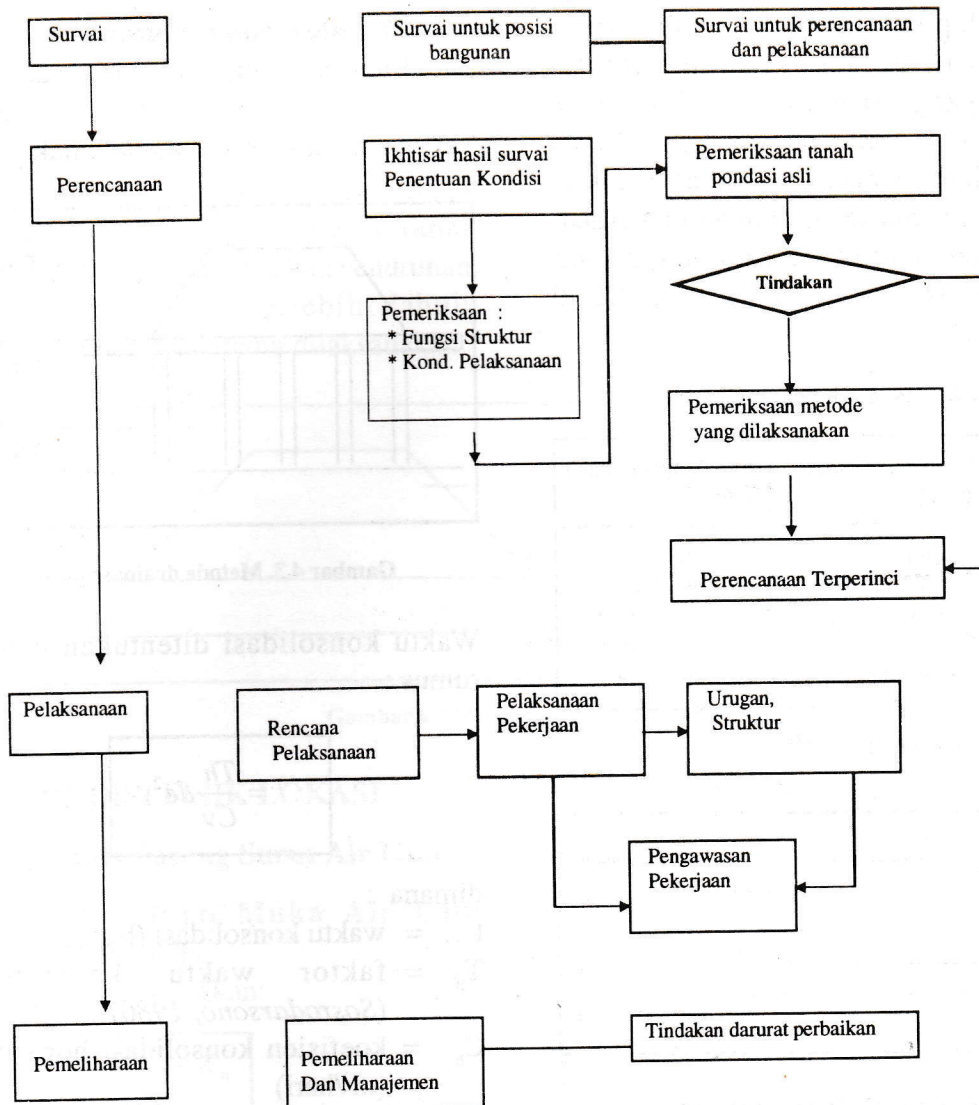 Survai
Survai untuk posisi
bangunan
Survai untuk perencanaan
dan pelaksanaan
Perencanaan
Ikhtisar hasil survai
Penentuan Kondisi
Pemeriksaan tanah
pondasi asli
Tindakan
Pemeriksaan :
* Fungsi Struktur
* Kond. Pelaksanaan
Pemeriksaan metode
yang dilaksanakan
Perencanaan Terperinci
Gambar 4.3. Metode
Waktu konsolidasi ditentukan
rumus :
Pelaksanaan
Rencana
Pelaksanaan
Pelaksanaan
Pekerjaan
Urugan,
Struktur
Pengawasan
Pekerjaan
dimana
= waktu konsolidasi
= faktor waktu
(Sosrodarsono,
= koefisien
Pemeliharaan
Pemeliharaan
Dan Manajemen
Tindakan darurat perbaikan